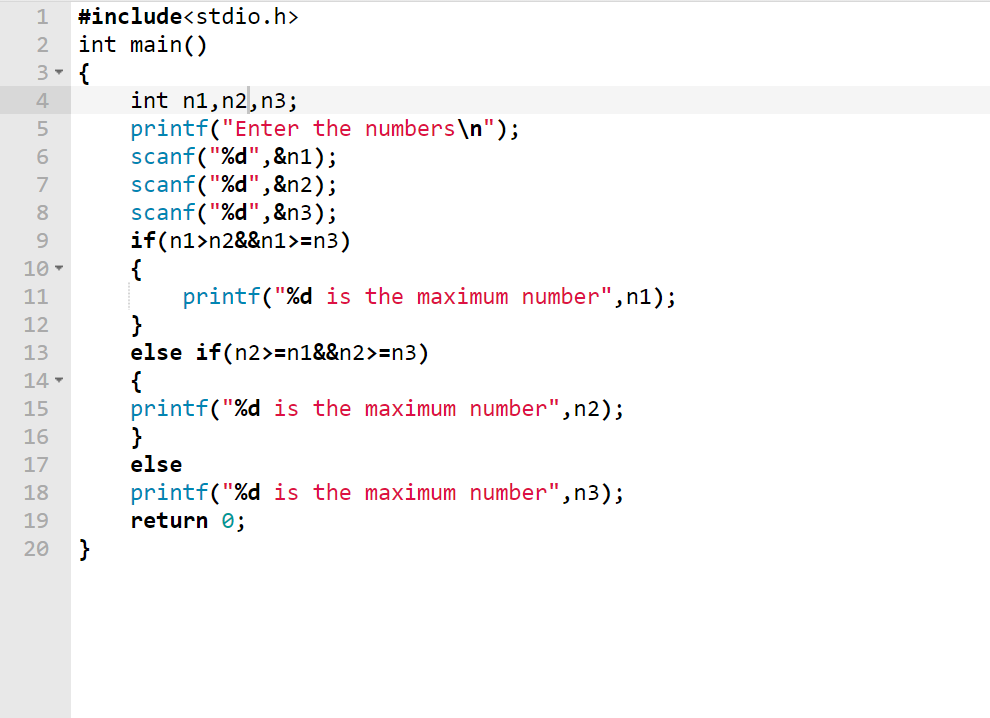 1 #include<stdio.h>
2 int main()
3 {
4     int n1,n2,n3;
5     printf("Enter the numbers\n");
6     scanf("%d",&n1);
7     scanf("%d",&n2);
8     scanf("%d",&n3);
9     if(n1>n2&&n1>=n3)
10     {
11         printf("%d is the maximum number",n1);
12     }
13     else if(n2>=n1&&n2>=n3)
14     {
15     printf("%d is the maximum number",n2);
16     }
17     else
18     printf("%d is the maximum number",n3);
19     return 0;
20 }